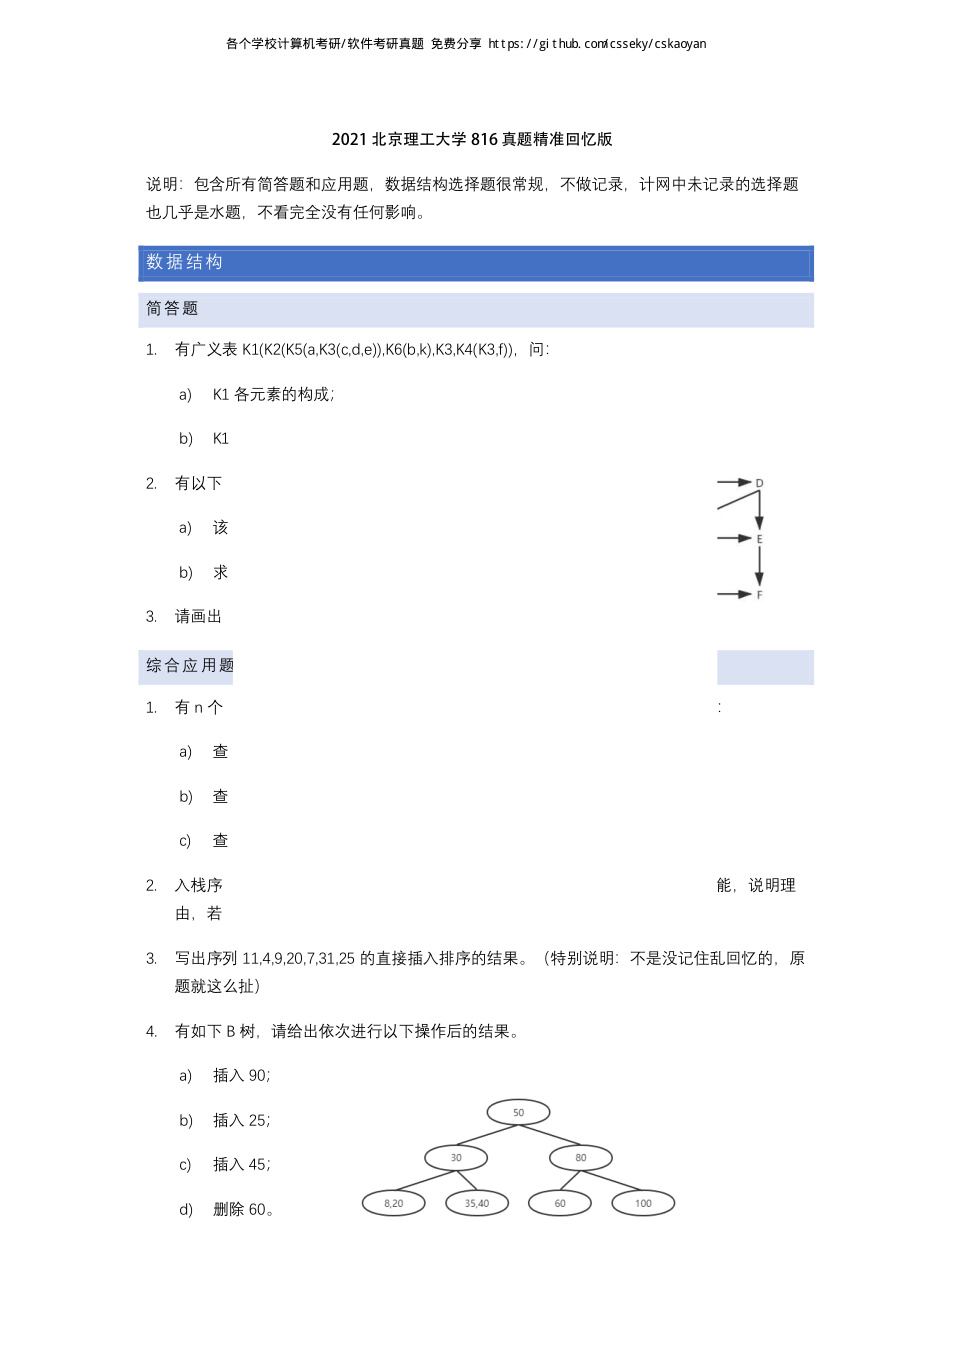 各个学校计算机考研/软件考研真题 免费分享 https://github.com/csseky/cskaoyan
2021 北京理工大学 816 真题精准回忆版
说明：包含所有简答题和应用题，数据结构选择题很常规，不做记录，计网中未记录的选择题
也几乎是水题，不看完全没有任何影响。
数据结构
简答题
1. 有广义表 K1(K2(K5(a,K3(c,d,e)),K6(b,k),K3,K4(K3,f))，问：
a) K1 各元素的构成；
b) K1
2. 有以下
D
a) 该
E
b) 求
F
3. 请画出
综合应用题
1. 有 n 个 ：
a) 查
b) 查
c) 查
2. 入栈序 能，说明理
由，若
3. 写出序列 11,4,9,20,7,31,25 的直接插入排序的结果。（特别说明：不是没记住乱回忆的，原
题就这么扯）
4. 有如下 B 树，请给出依次进行以下操作后的结果。
a) 插入 90；
b) 插入 25；
c) 插入 45；
d) 删除 60。
50
30 80
8,20 35,40 60 100